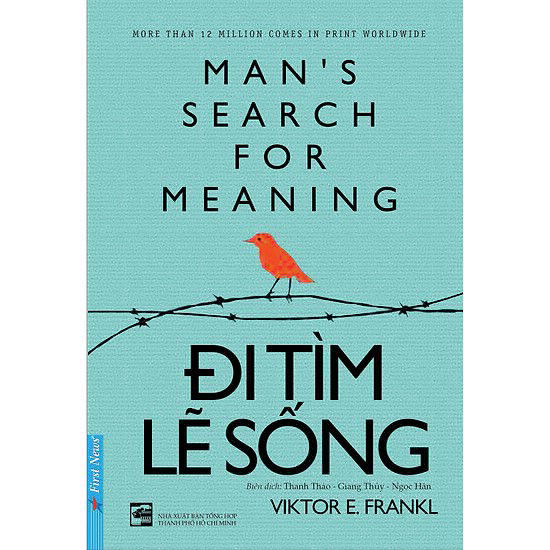 MORE THAN 12 MILLION COMES IN PRINT WORLDWIDE
MAN'S
SEARCH
FOR
MEANING
ĐI TÌM
LẼ SỐNG
Biên dịch: Thanh Thảo - Giang Thủy - Ngọc Hân
VIKTOR E. FRANKL
First News
NHÀ XUẤT BẢN TỔNG HỢP
THÀNH PHỐ HỒ CHÍ MINH